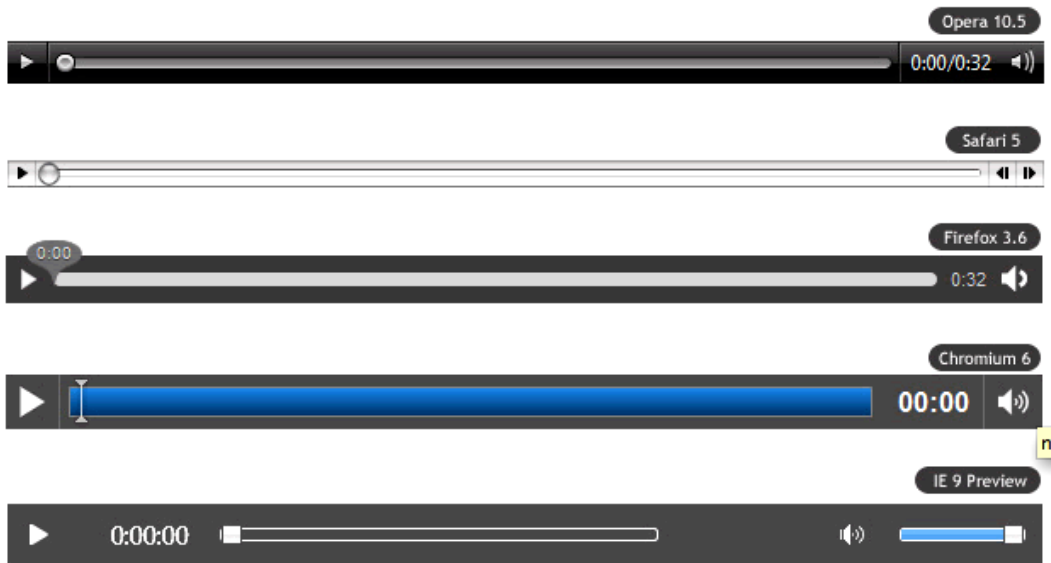 Opera 10.5
0:00/0:32
Safari 5
Firefox 3.6
0:00
0:32
Chromium 6
00:00
n
IE 9 Preview
0:00:00